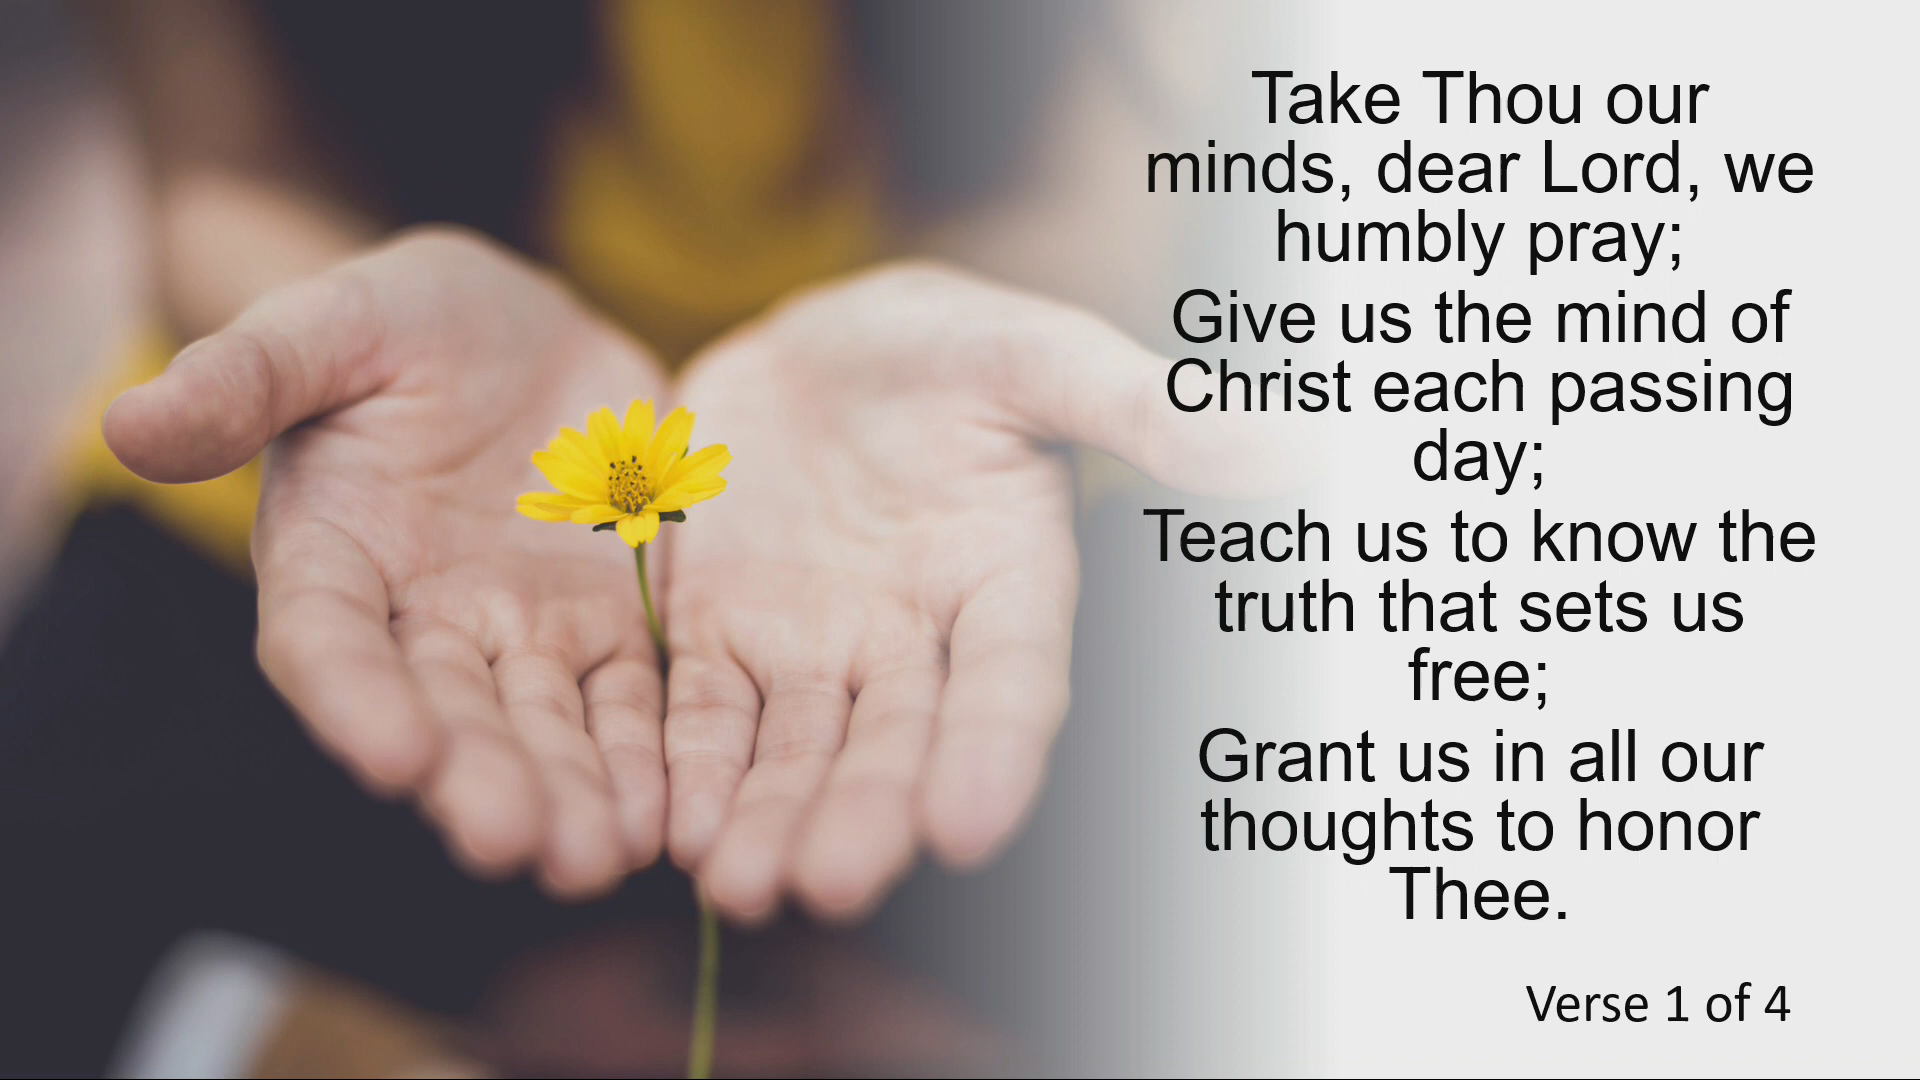 Take Thou our
minds, dear Lord, we
humbly pray;
Give us the mind of
Christ each passing
day;
Teach us to know the
truth that sets us
free;
Grant us in all our
thoughts to honor
Thee.
Verse 1 of 4